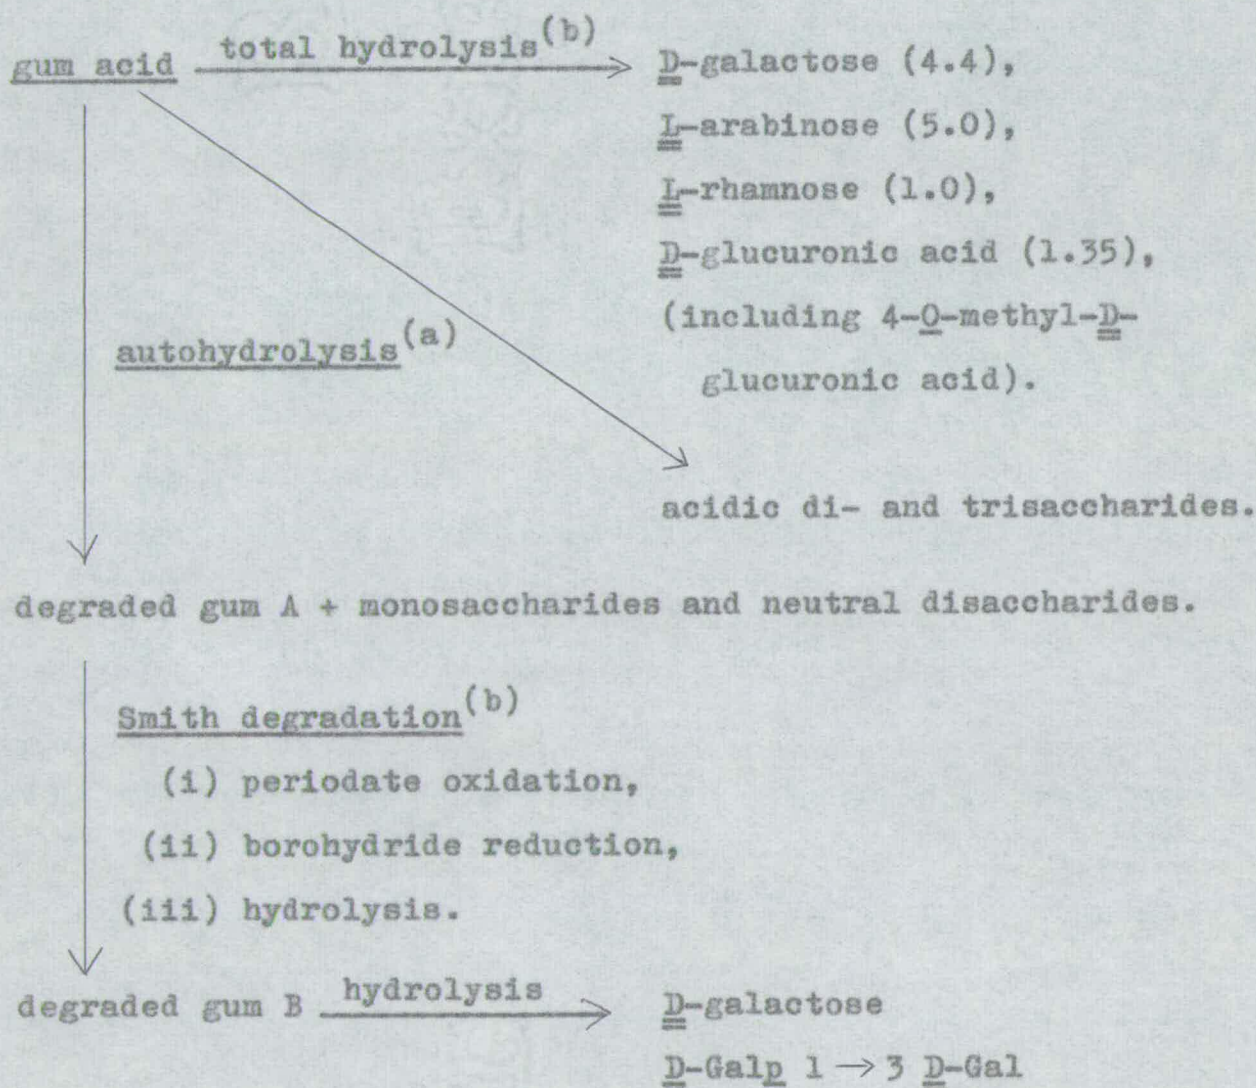 gum acid total hydrolysis(b) → D-galactose (4.4),
L-arabinose (5.0),
L-rhamnose (1.0),
D-glucuronic acid (1.35),
(including 4-O-methyl-D-
glucuronic acid).
autohydrolysis(a)
acidic di- and trisaccharides.
degraded gum A + monosaccharides and neutral disaccharides.
Smith degradation(b)
(i) periodate oxidation,
(ii) borohydride reduction,
(iii) hydrolysis.
degraded gum B hydrolysis → D-galactose
D-Galp 1 → 3 D-Gal